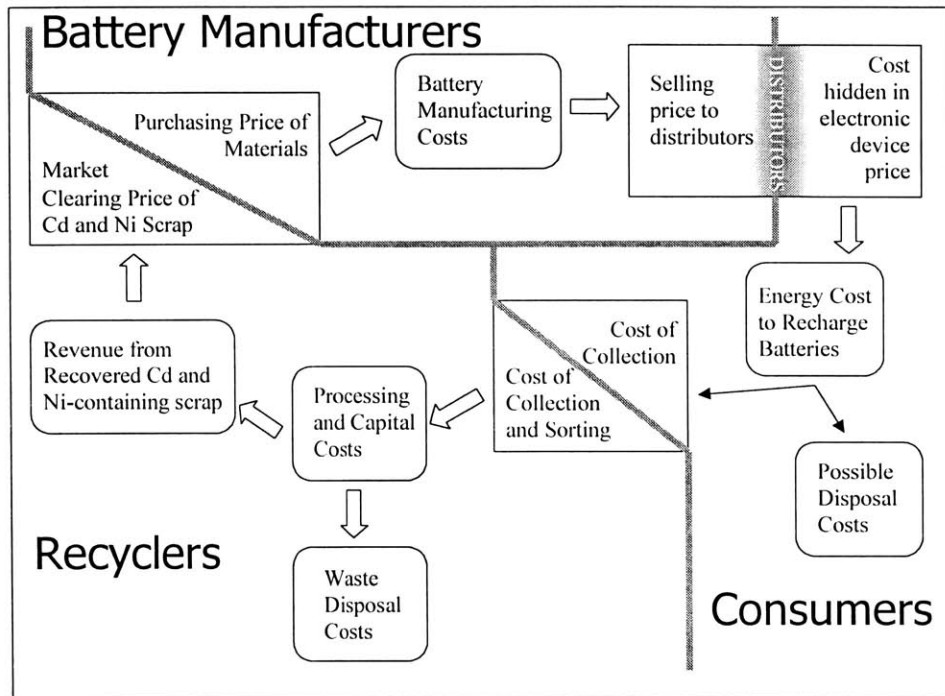 Battery Manufacturers
Purchasing Price of
Materials
Market
Clearing Price of
Cd and Ni Scrap
Battery
Manufacturing
Costs
Selling
price to
distributors
DISTRIBUTORS
Cost
hidden in
electronic
device
price
Energy Cost
to Recharge
Batteries
Possible
Disposal
Costs
Cost of
Collection
Cost of
Collection
and Sorting
Processing
and Capital
Costs
Revenue from
Recovered Cd and
Ni-containing scrap
Waste
Disposal
Costs
Recyclers
Consumers